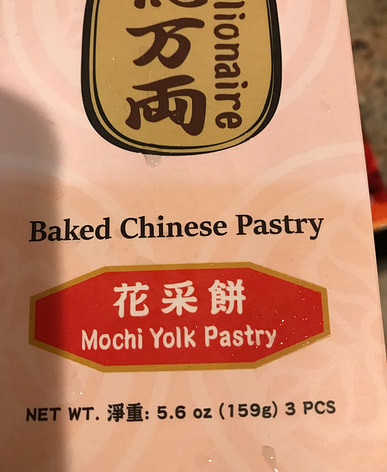 万両
lionaire
Baked Chinese Pastry
花采餅
Mochi Yolk Pastry
NET WT. 淨重: 5.6 oz (159g) 3 PCS